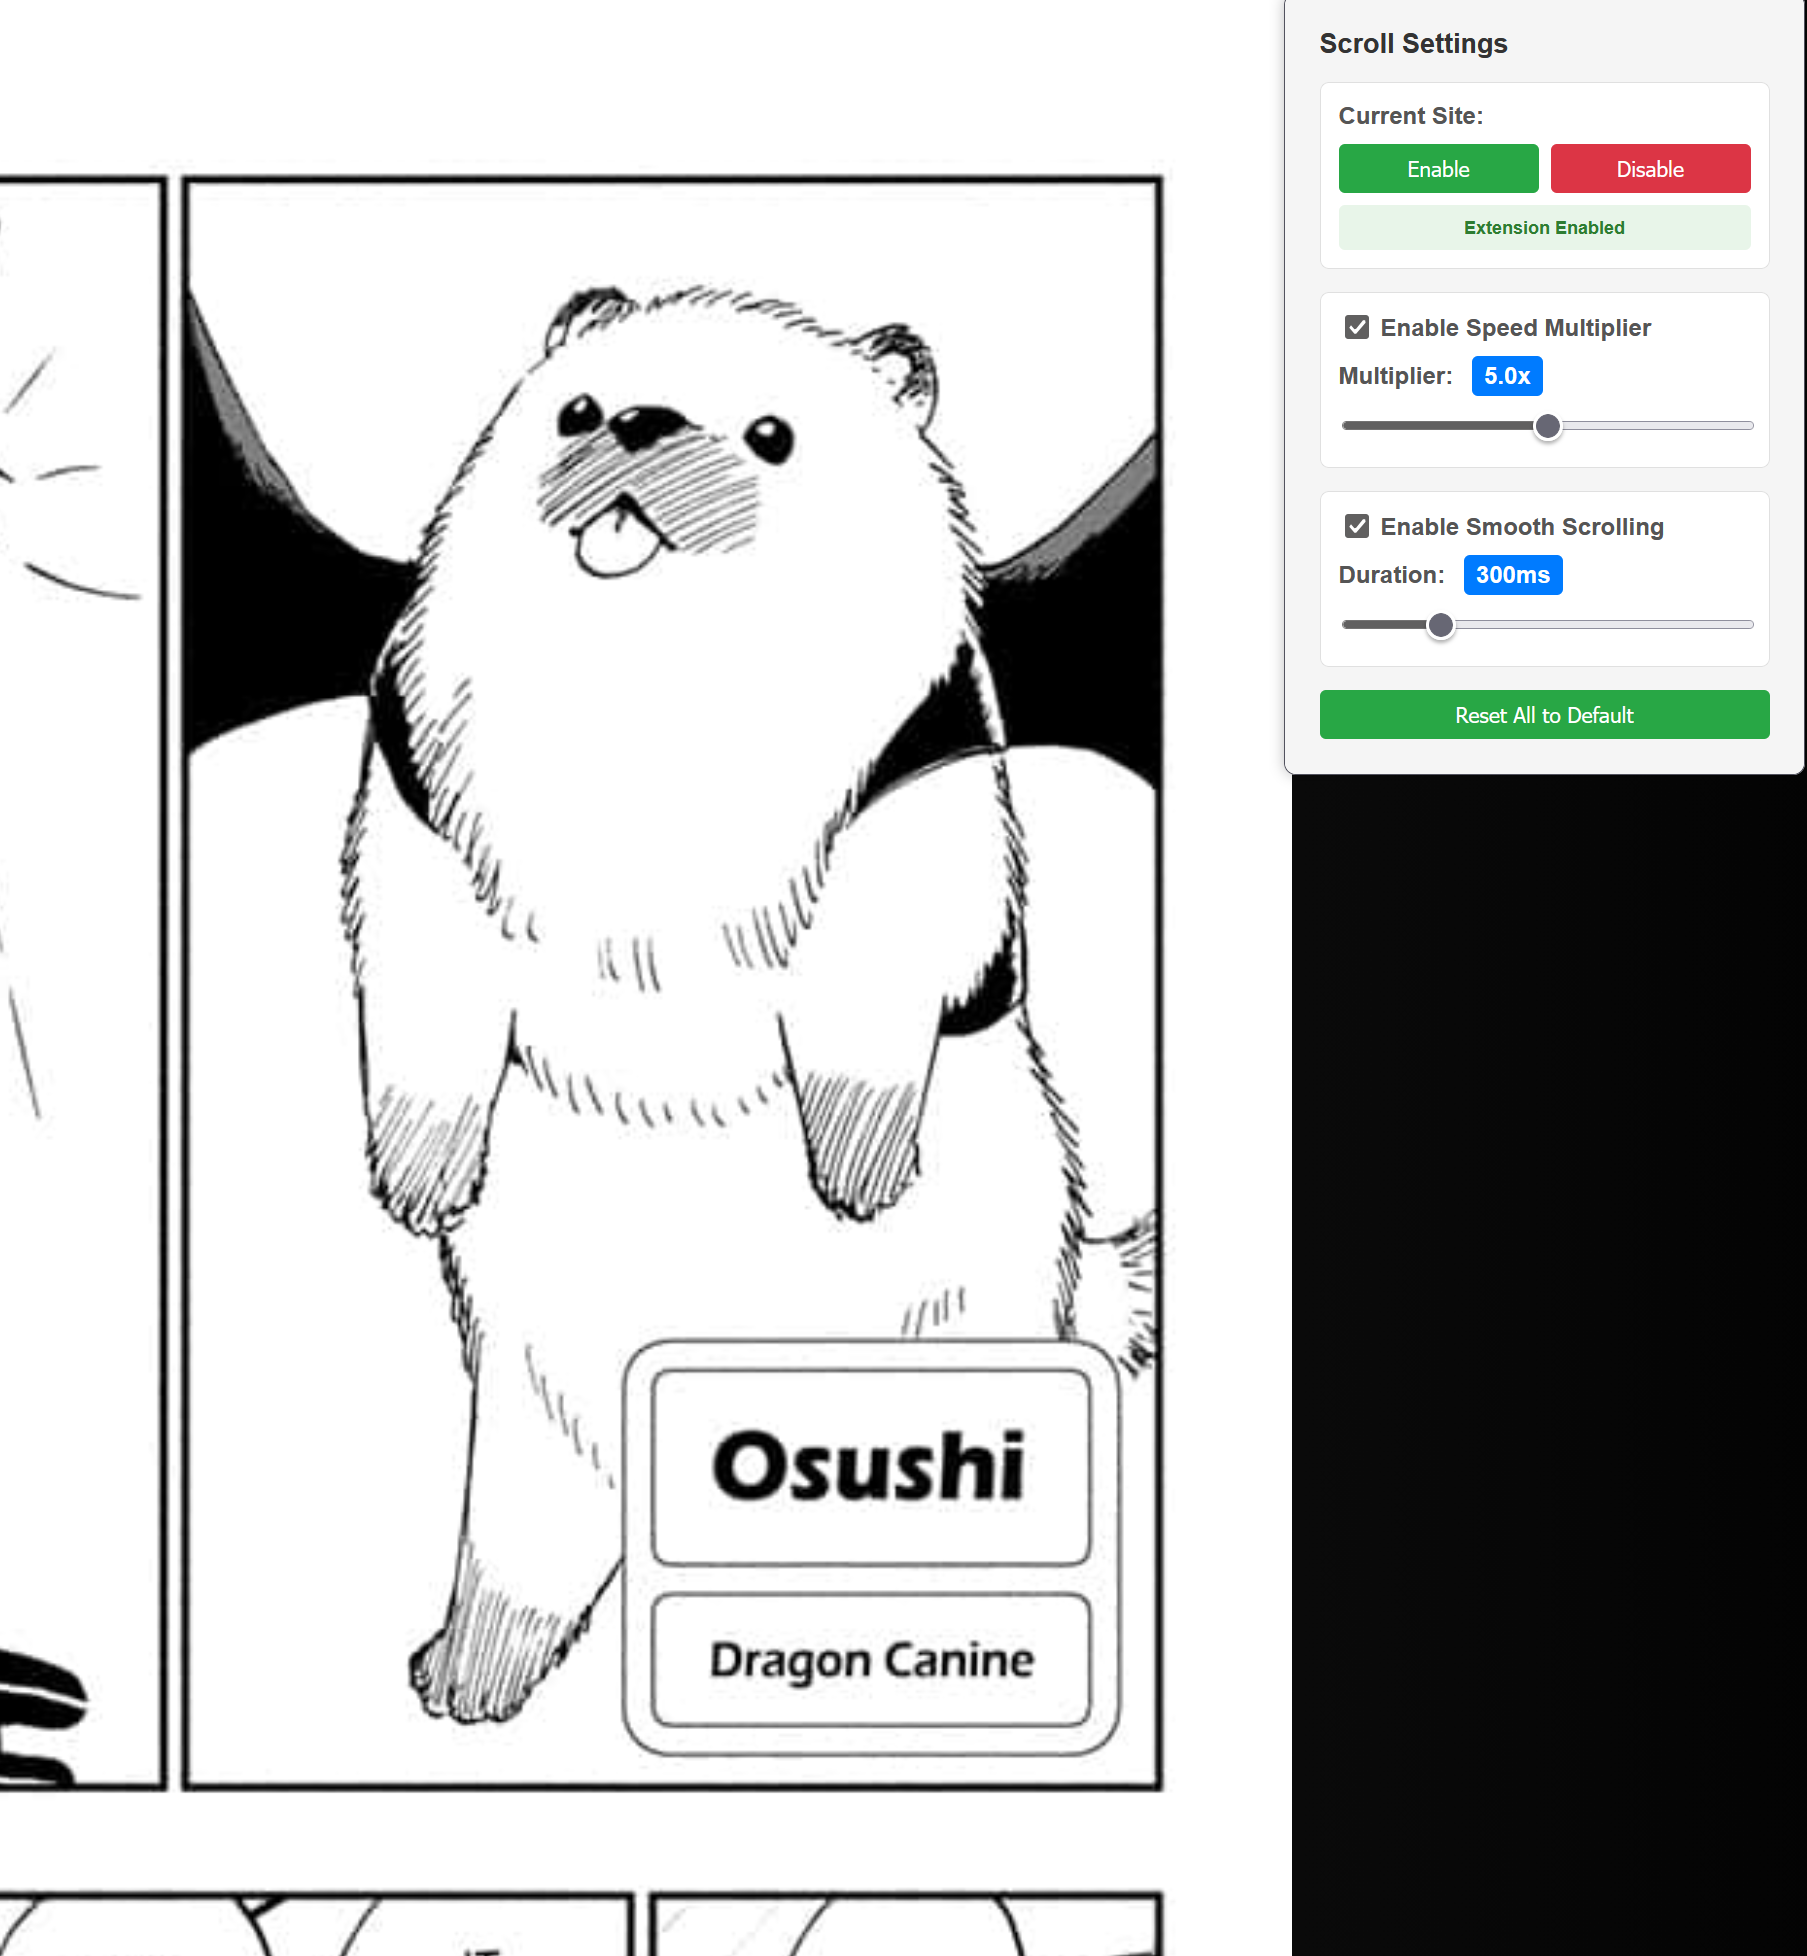 Scroll Settings
Current Site:
Enable
Disable
Extension Enabled
Enable Speed Multiplier
Multiplier: 5.0x
Enable Smooth Scrolling
Duration: 300ms
Reset All to Default
Osushi
Dragon Canine